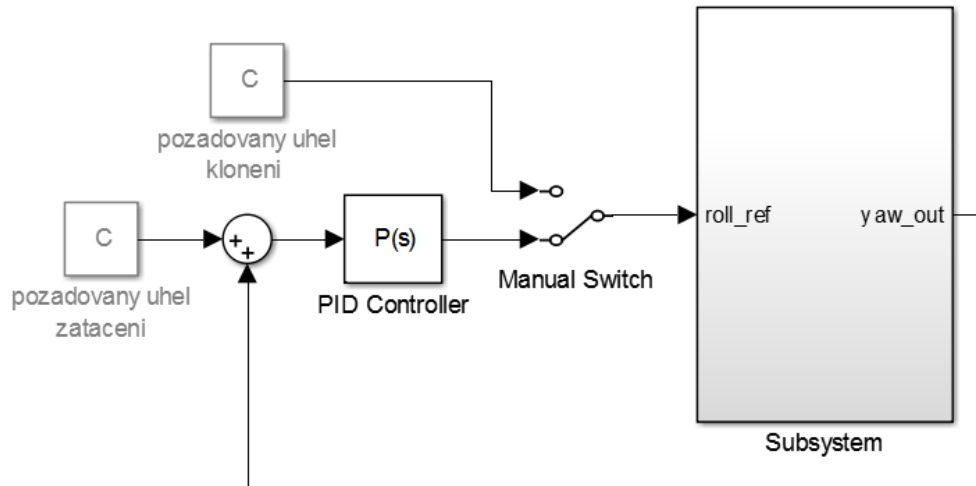 C
pozadovany uhel
kloneni
C
pozadovany uhel
zataceni
+
+
P(s)
PID Controller
Manual Switch
roll_ref
yaw_out
Subsystem